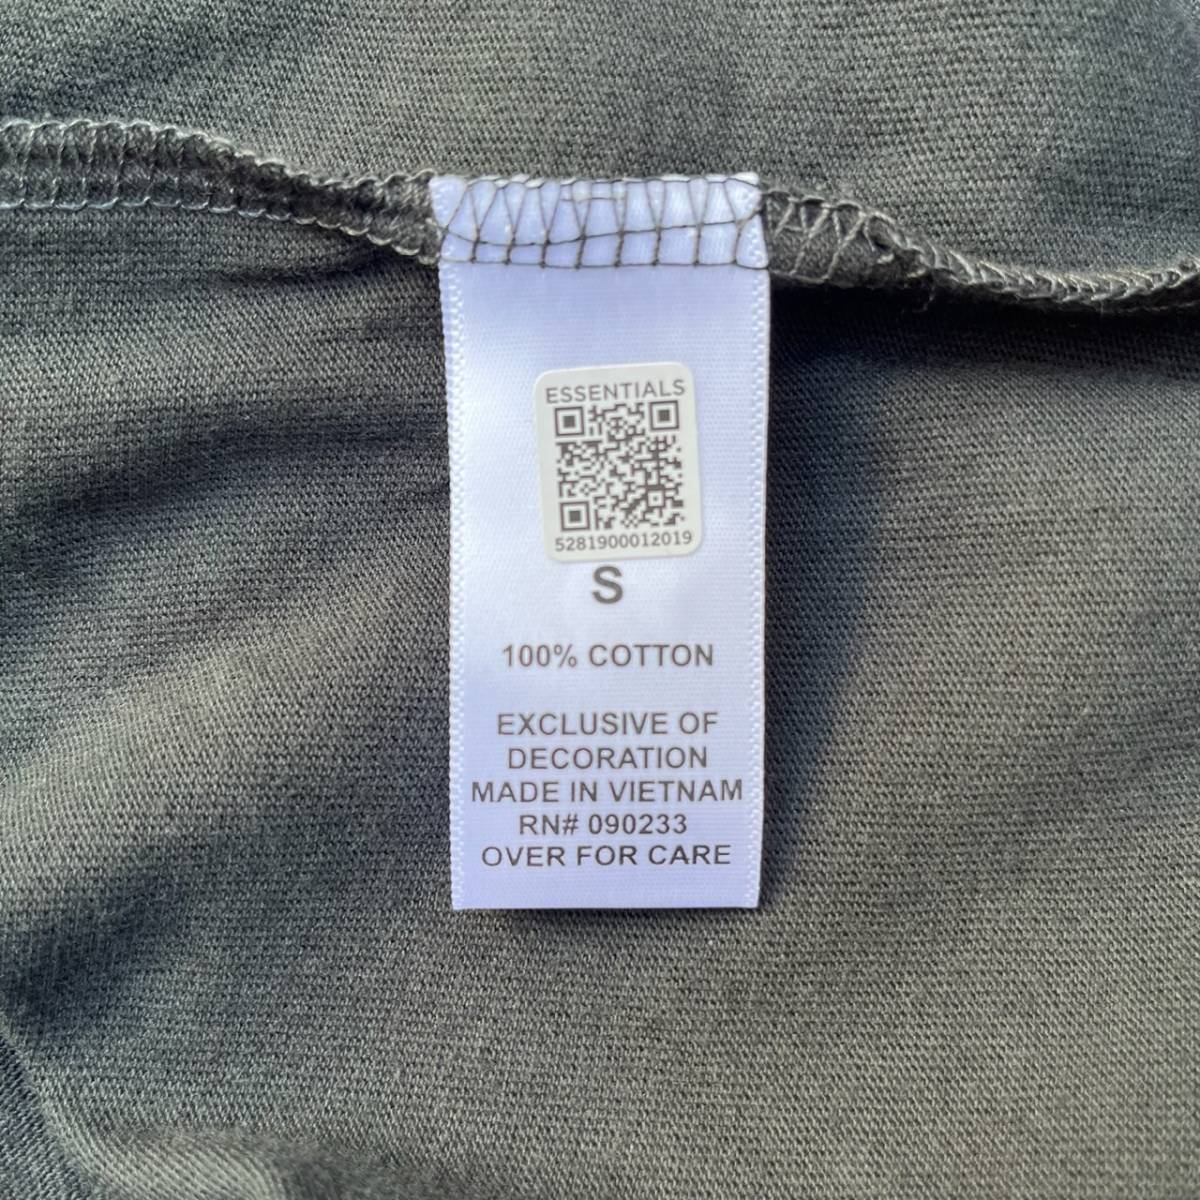 ESSENTIALS
5281900012019
S
100% COTTON
EXCLUSIVE OF
DECORATION
MADE IN VIETNAM
RN# 090233
OVER FOR CARE